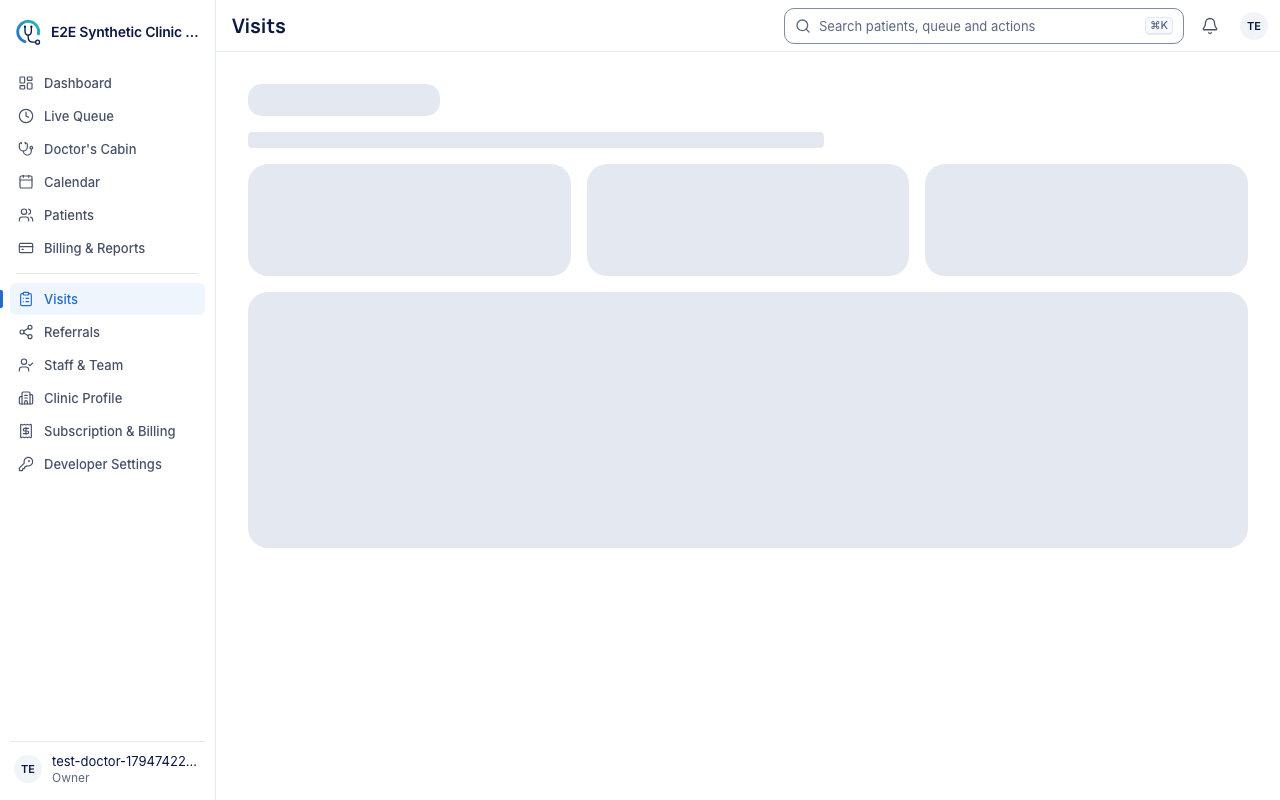 E2E Synthetic Clinic ...
Visits
Search patients, queue and actions
⌘K
TE
Dashboard
Live Queue
Doctor's Cabin
Calendar
Patients
Billing & Reports
Visits
Referrals
Staff & Team
Clinic Profile
Subscription & Billing
Developer Settings
TE
test-doctor-17947422...
Owner